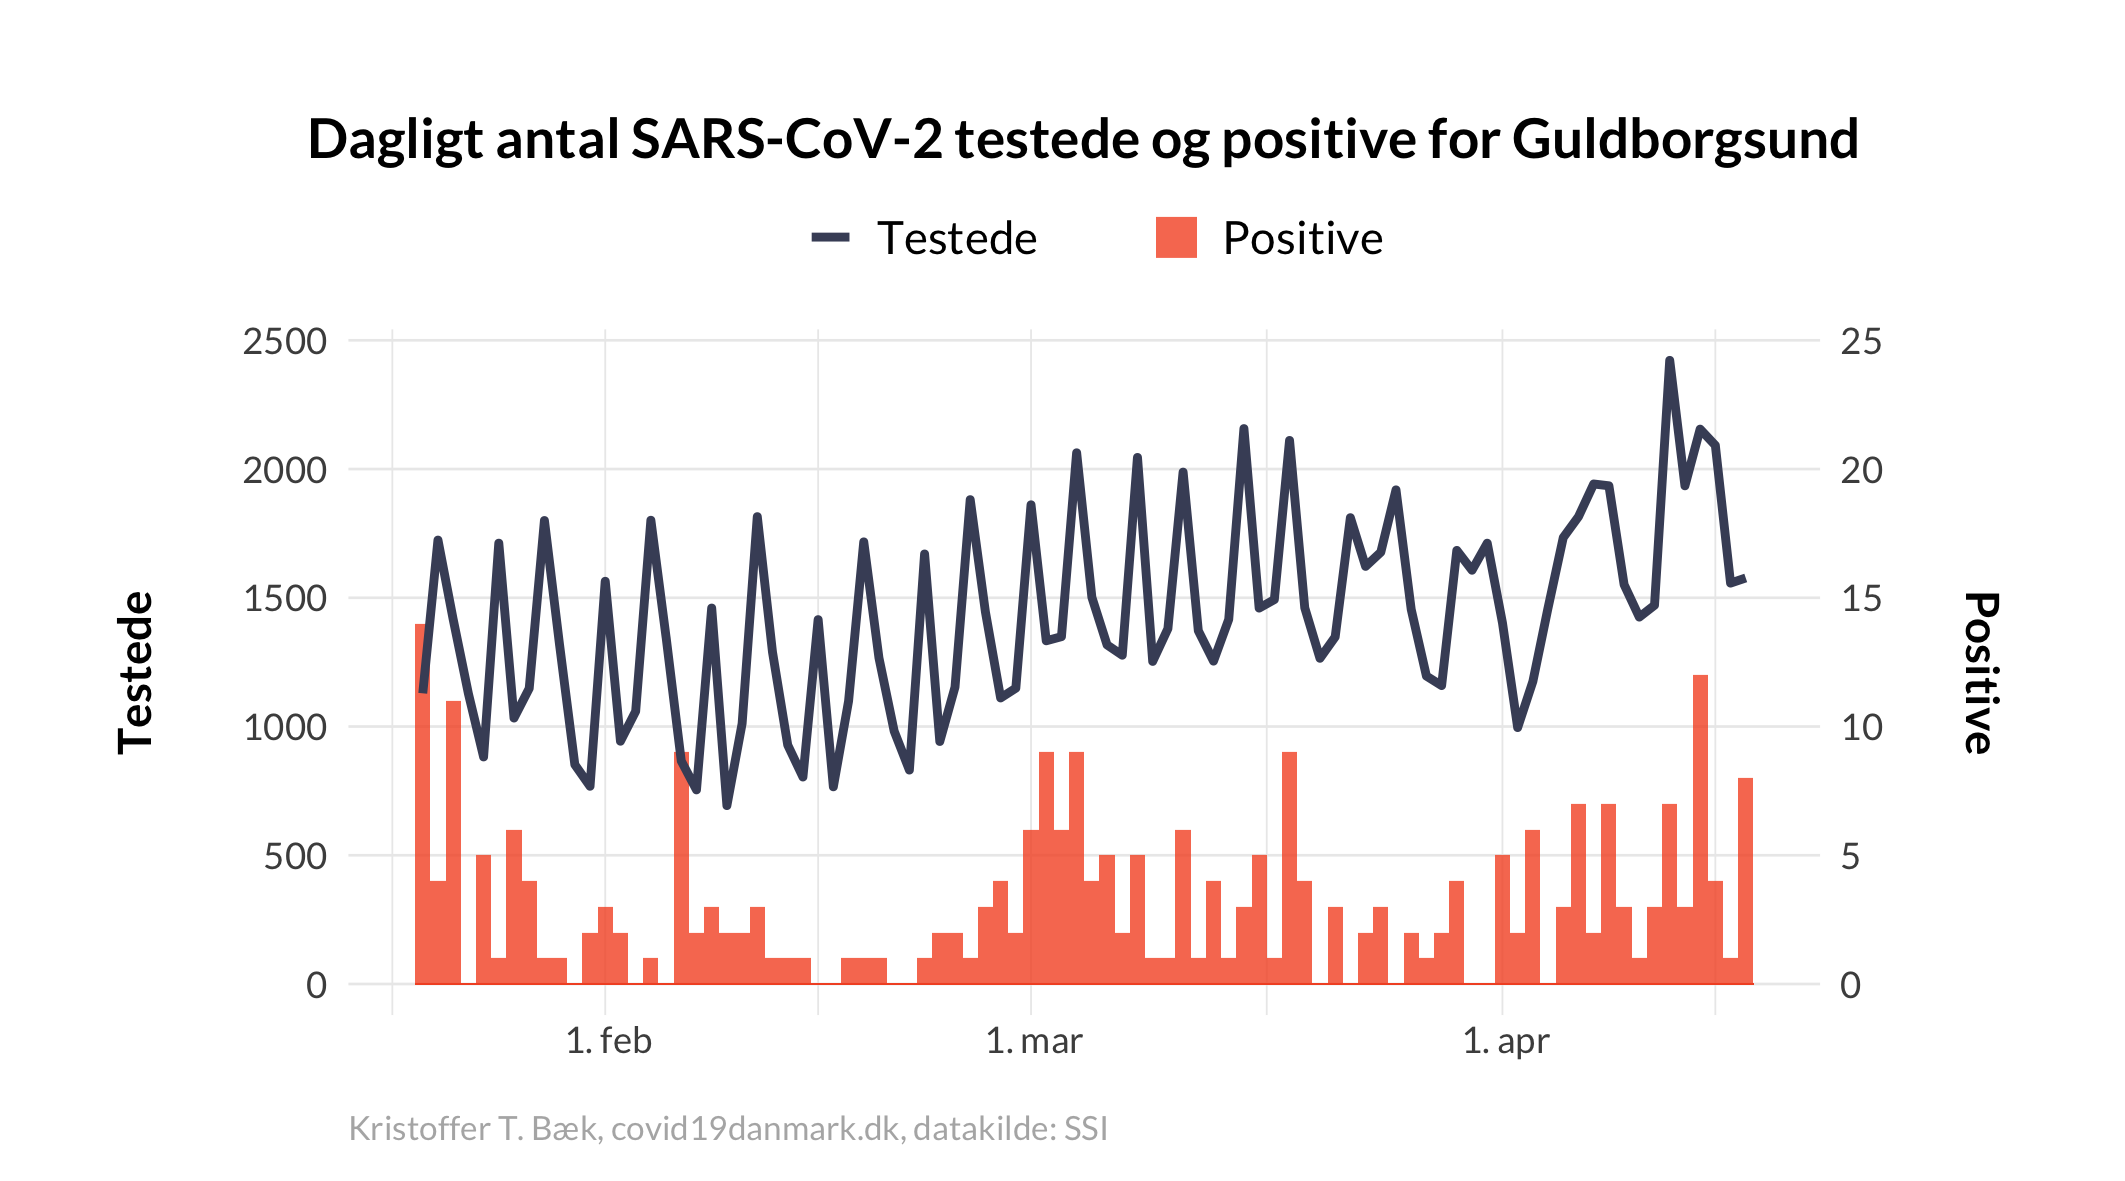 Dagligt antal SARS-CoV-2 testede og positive for Guldborgsund
Testede Positive
2500 25
2000 20
1500 15
1000 10
500 5
0 0
Testede
Positive
1. feb 1. mar 1. apr
Kristoffer T. Bæk, covid19danmark.dk, datakilde: SSI